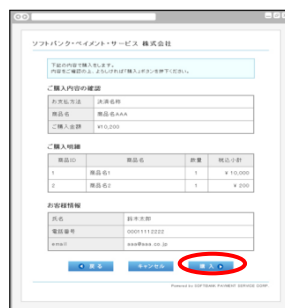 ソフトバンク・ペイメント・サービス 株式会社
下記の内容で購入をします。
内容をご確認の上、よろしければ「購入」ボタンを押下ください。
ご購入内容の確認
お支払方法 決済名称
商品名 商品名AAA
ご購入金額 ¥10,200
ご購入明細
商品ID 商品名 数量 税込小計
1 商品名1 1 ¥ 10,000
2 商品名2 1 ¥ 200
お客様情報
氏名 鈴木太郎
電話番号 00011112222
email aaa@aaa.co.jp
戻る キャンセル 購入
Powered by SOFTBANK PAYMENT SERVICE CORP.